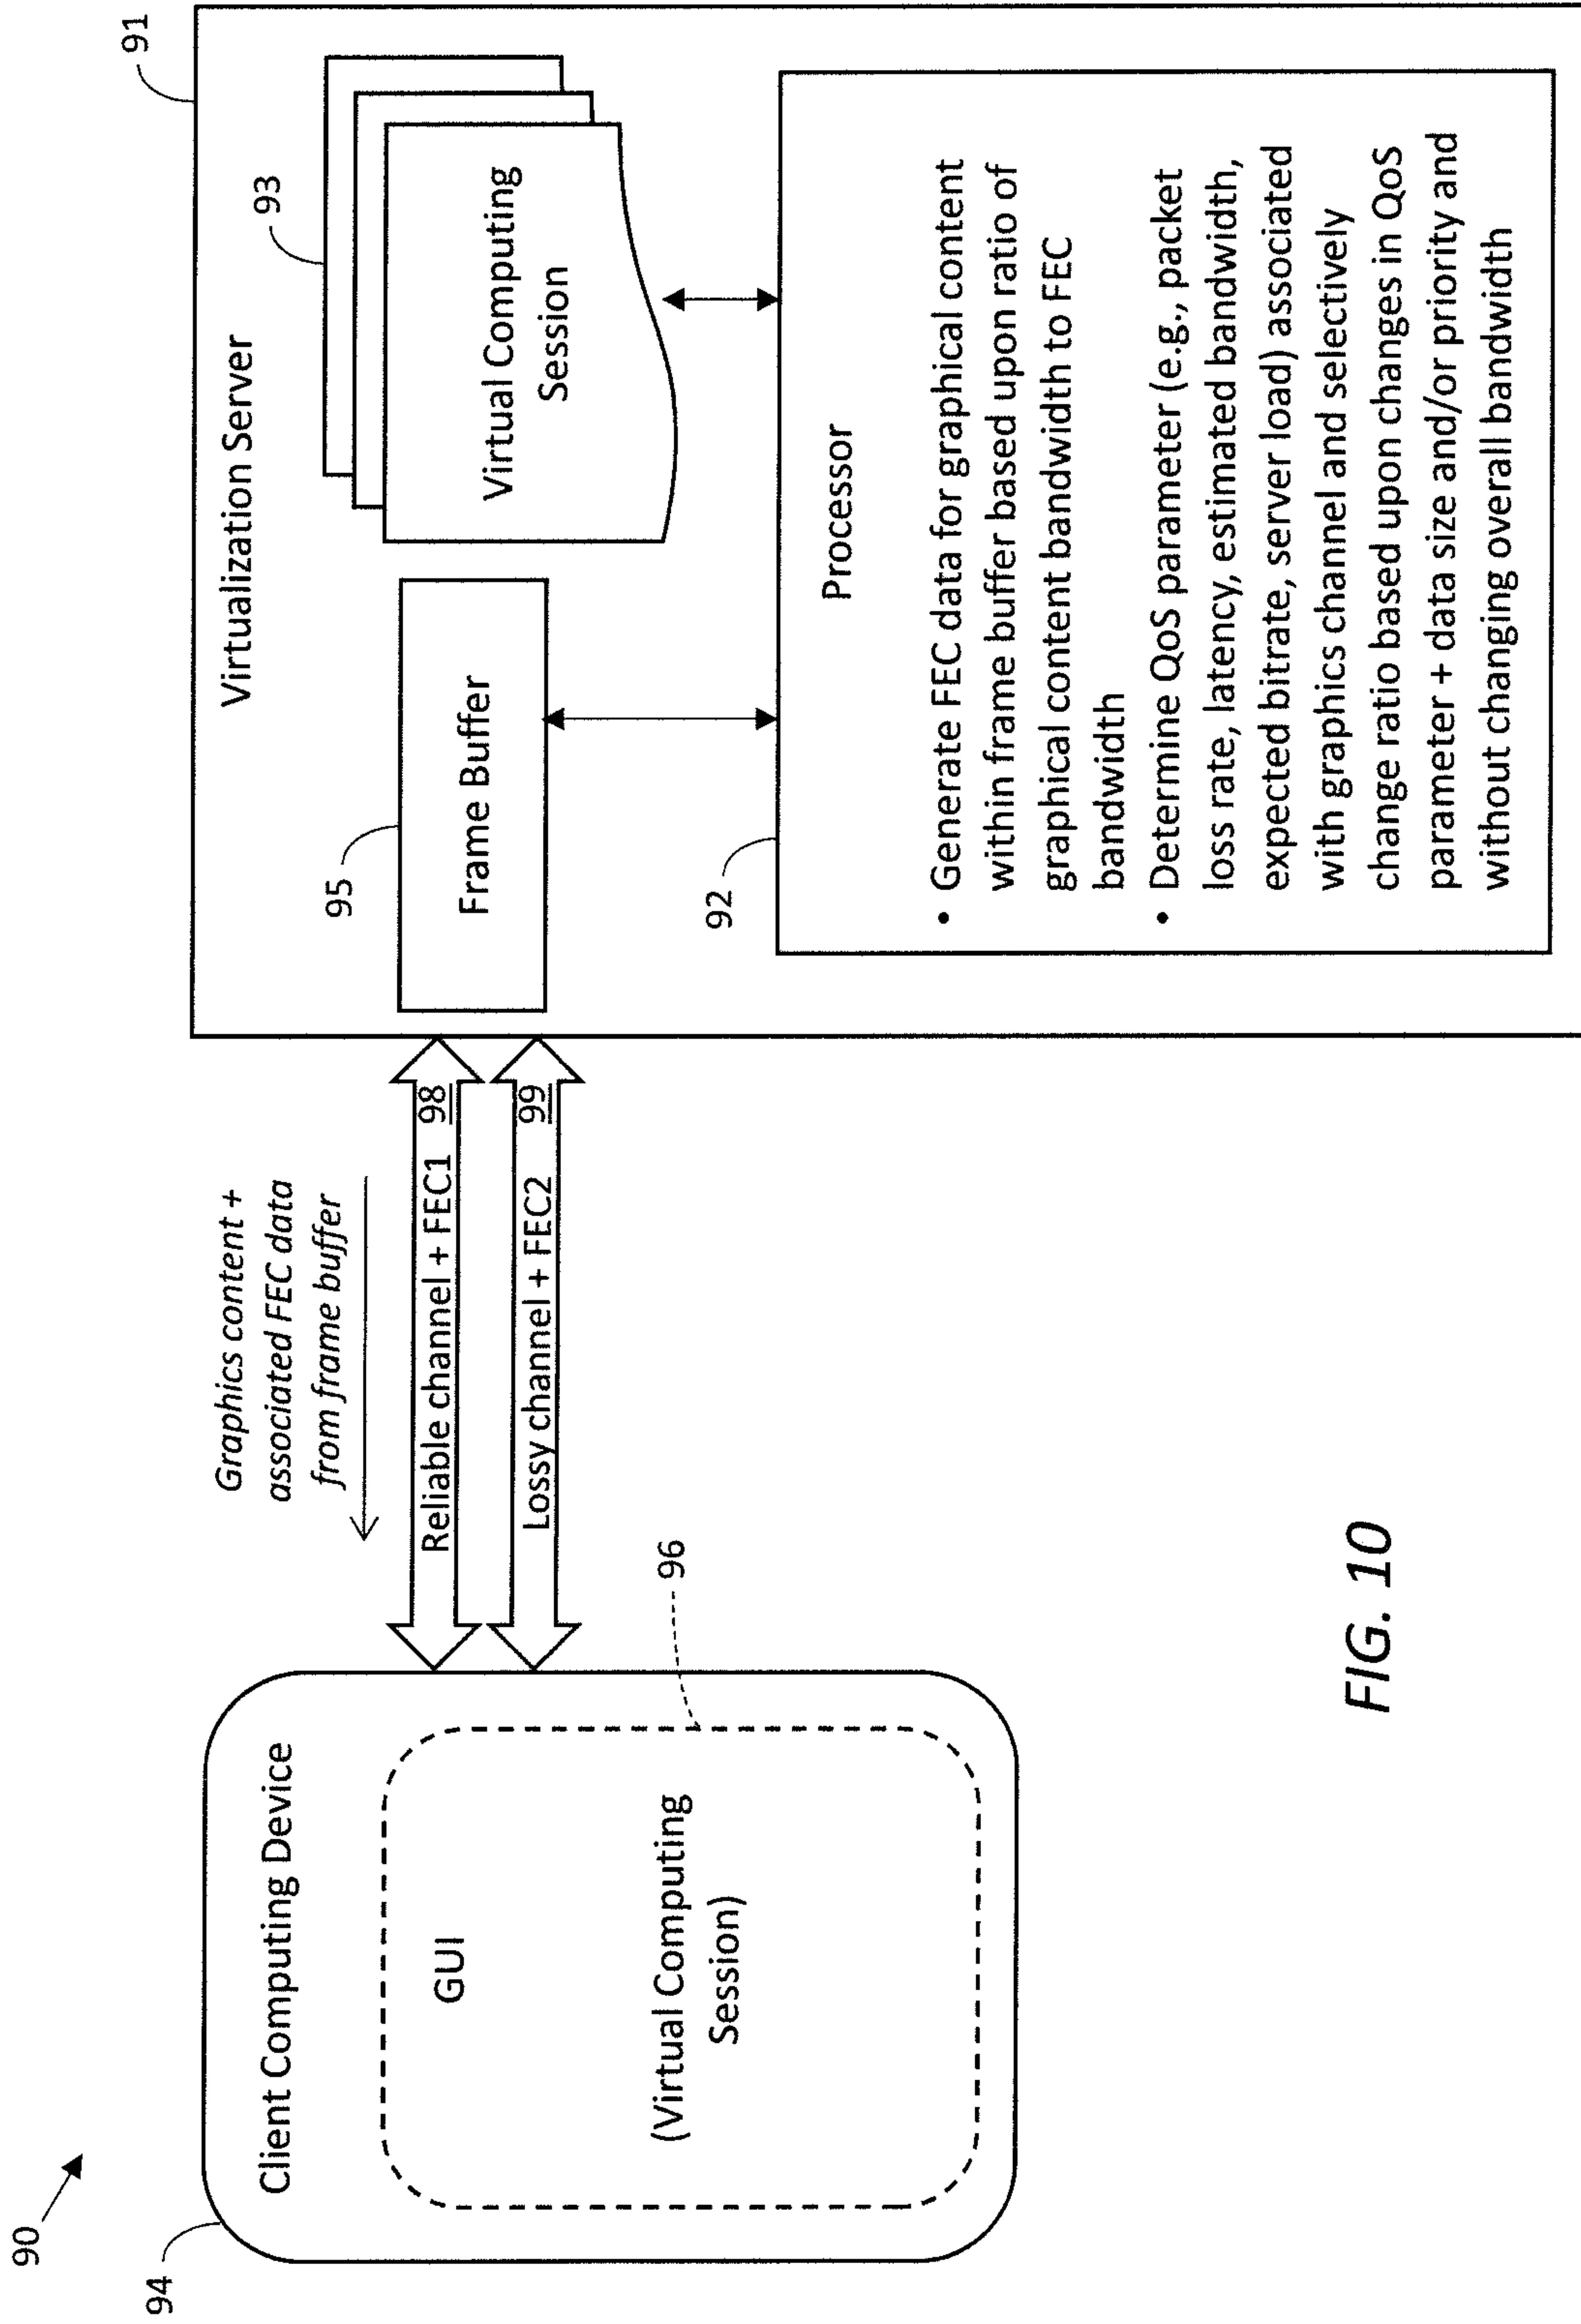 90
94
Client Computing Device
GUI
(Virtual Computing
Session)
96
Graphics content +
associated FEC data
from frame buffer
Reliable channel + FEC1 98
Lossy channel + FEC2 99
91
Virtualization Server
95
Frame Buffer
93
Virtual Computing
Session
92
Processor
• Generate FEC data for graphical content
within frame buffer based upon ratio of
graphical content bandwidth to FEC
bandwidth
• Determine QoS parameter (e.g., packet
loss rate, latency, estimated bandwidth,
expected bitrate, server load) associated
with graphics channel and selectively
change ratio based upon changes in QoS
parameter + data size and/or priority and
without changing overall bandwidth
FIG. 10